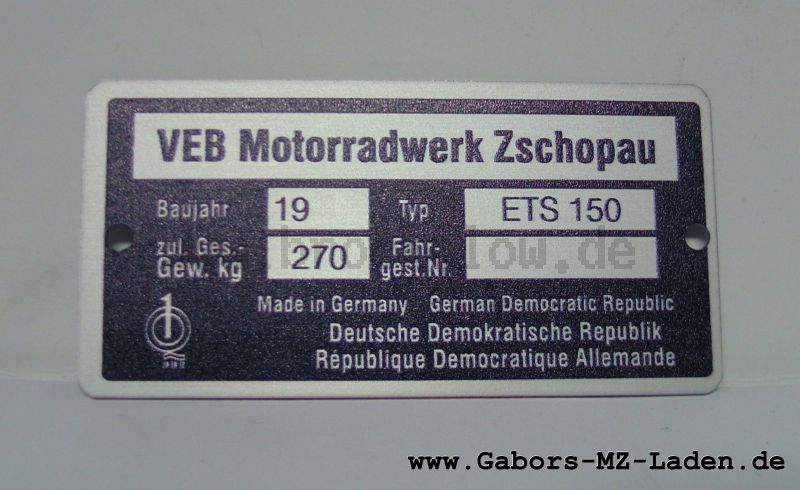 VEB Motorradwerk Zschopau
Baujahr 19 Typ ETS 150
zul. Ges.- Gew. kg 270 Fahr- gest.Nr.
1
Made in Germany German Democratic Republic
Deutsche Demokratische Republik
République Democratique Allemande
www.Gabors-MZ-Laden.de